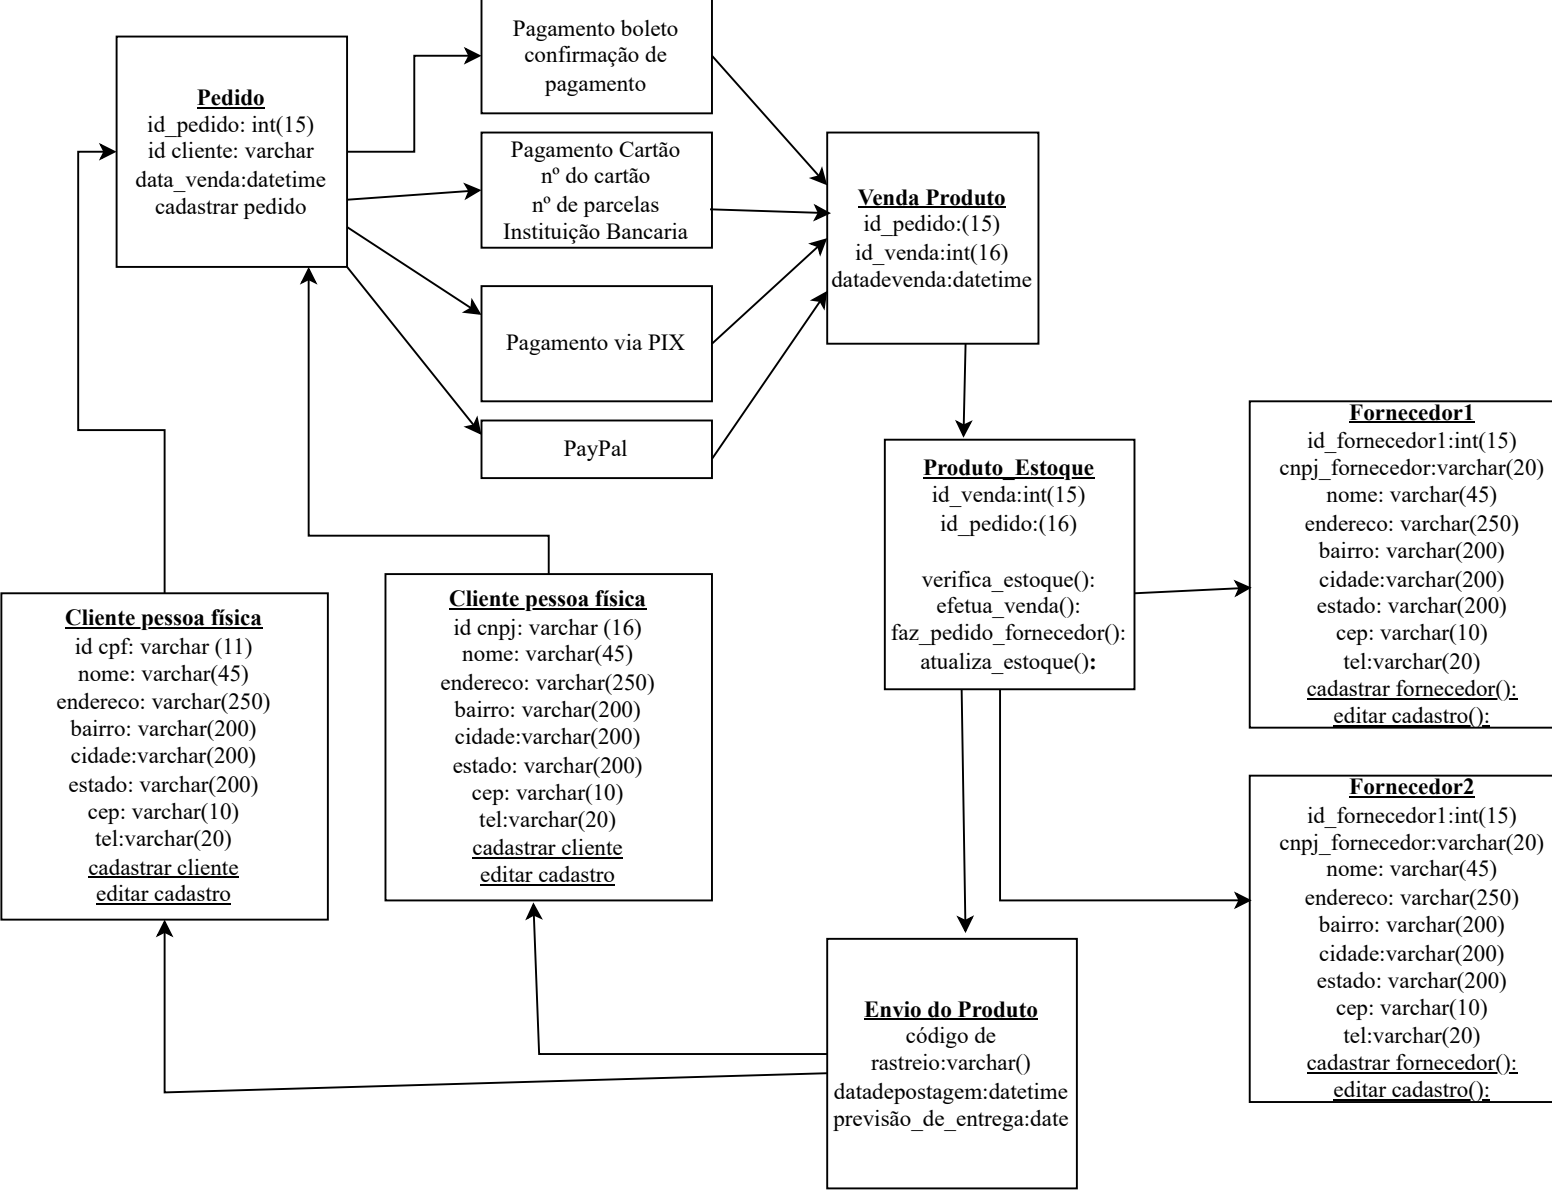 Pedido
id_pedido: int(15)
id cliente: varchar
data_venda:datetime
cadastrar pedido
Pagamento boleto
confirmação de
pagamento
Pagamento Cartão
nº do cartão
nº de parcelas
Instituição Bancaria
Pagamento via PIX
PayPal
Venda Produto
id_pedido:(15)
id_venda:int(16)
datadevenda:datetime
Produto_Estoque
id_venda:int(15)
id_pedido:(16)
verifica_estoque():
efetua_venda():
faz_pedido_fornecedor():
atualiza_estoque():
Fornecedor1
id_fornecedor1:int(15)
cnpj_fornecedor:varchar(20)
nome: varchar(45)
endereco: varchar(250)
bairro: varchar(200)
cidade:varchar(200)
estado: varchar(200)
cep: varchar(10)
tel:varchar(20)
cadastrar fornecedor():
editar cadastro():
Cliente pessoa física
id cpf: varchar (11)
nome: varchar(45)
endereco: varchar(250)
bairro: varchar(200)
cidade:varchar(200)
estado: varchar(200)
cep: varchar(10)
tel:varchar(20)
cadastrar cliente
editar cadastro
Cliente pessoa física
id cnpj: varchar (16)
nome: varchar(45)
endereco: varchar(250)
bairro: varchar(200)
cidade:varchar(200)
estado: varchar(200)
cep: varchar(10)
tel:varchar(20)
cadastrar cliente
editar cadastro
Fornecedor2
id_fornecedor1:int(15)
cnpj_fornecedor:varchar(20)
nome: varchar(45)
endereco: varchar(250)
bairro: varchar(200)
cidade:varchar(200)
estado: varchar(200)
cep: varchar(10)
tel:varchar(20)
cadastrar fornecedor():
editar cadastro():
Envio do Produto
código de
rastreio:varchar()
datadepostagem:datetime
previsão_de_entrega:date